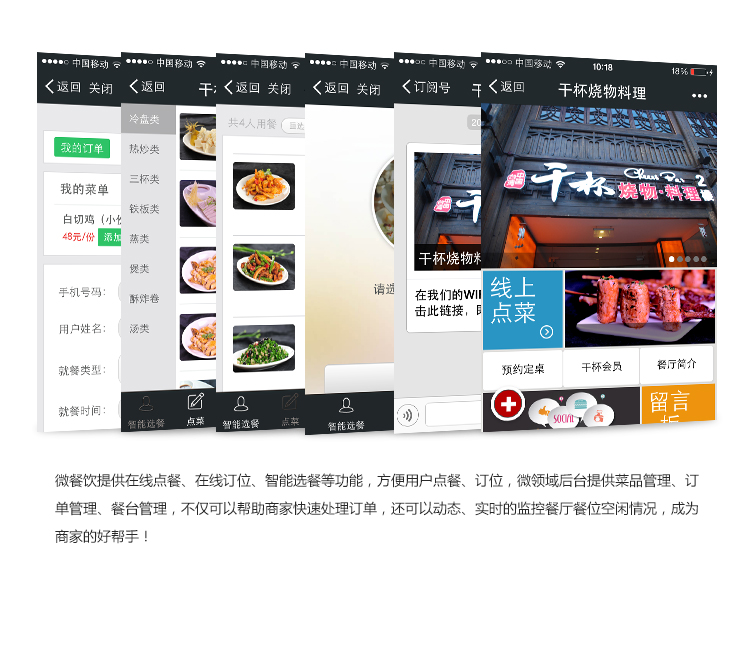 中国移动
返回 关闭
我的订单
我的菜单
白切鸡（小份
48元/份 添加
手机号码：
用户姓名：
就餐类型：
就餐时间：
中国移动
返回
冷盘类
热炒类
三杯类
铁板类
蒸类
煲类
酥炸卷
汤类
智能选餐 点菜
中国移动
返回 关闭
共4人用餐
智能选餐 点菜
中国移动
返回 关闭
请选
智能选餐
中国移动
订阅号
20
干杯
烧物
干杯烧物料
在我们的WI
击此链接，
中国移动 10:18 18%
返回 干杯烧物料理
干杯 Cheers Bar 2
烧物·料理
线上
点菜
预约定桌 干杯会员 餐厅简介
SOCIAL
留言
微餐饮提供在线点餐、在线订位、智能选餐等功能，方便用户点餐、订位，微领域后台提供菜品管理、订
单管理、餐台管理，不仅可以帮助商家快速处理订单，还可以动态、实时的监控餐厅餐位空闲情况，成为
商家的好帮手！